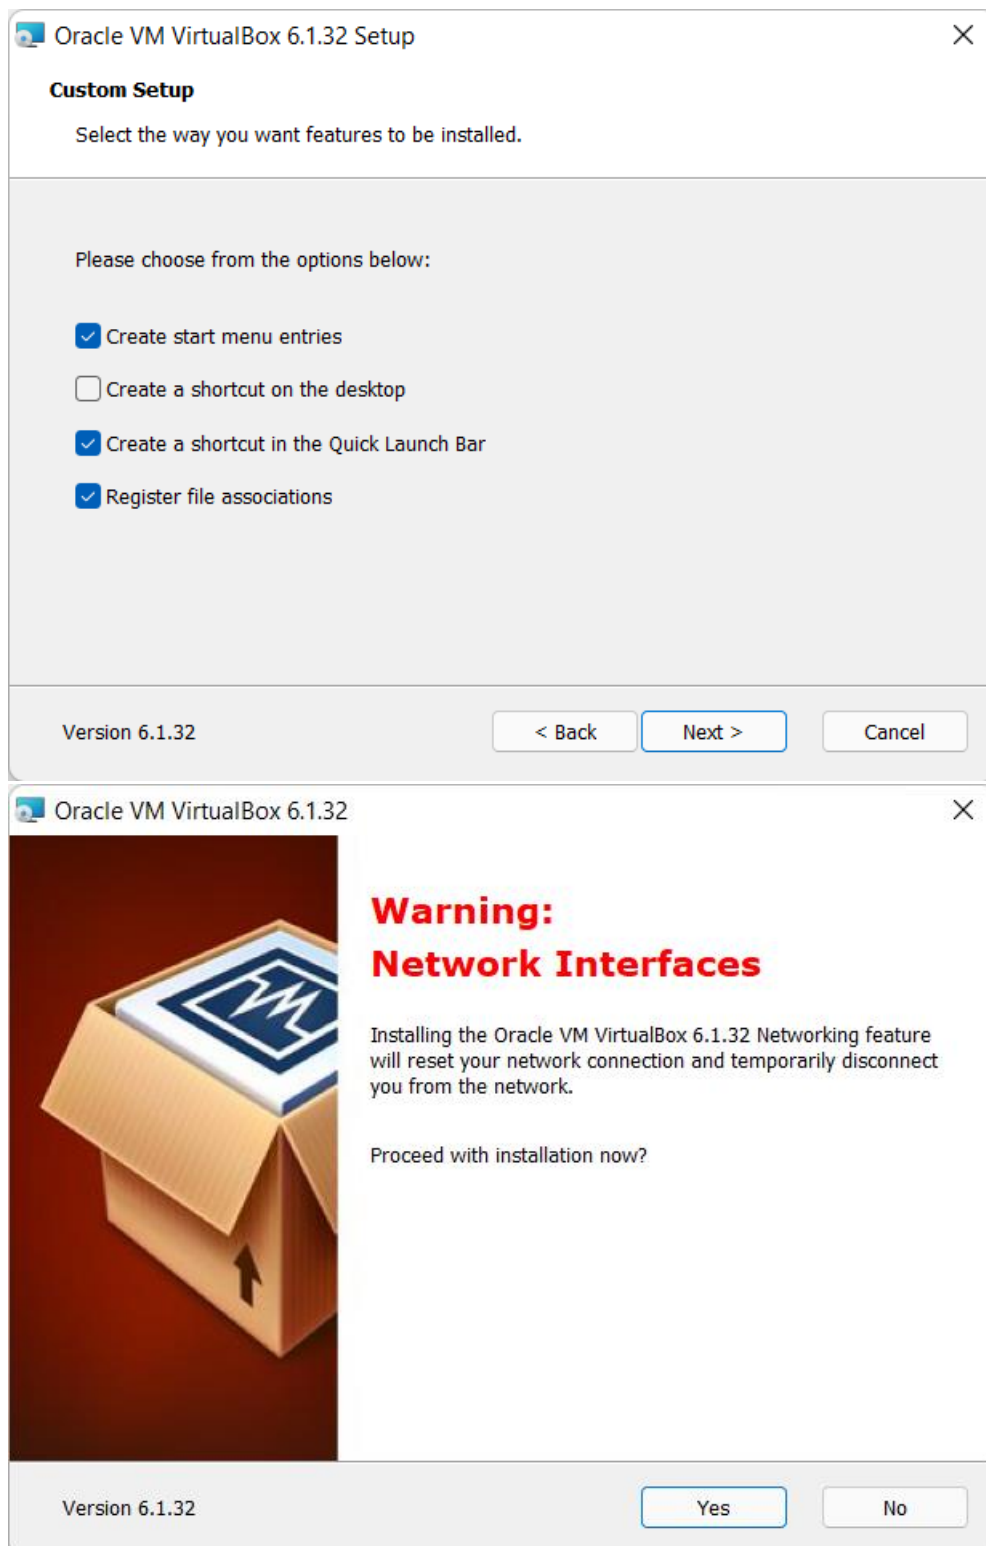 Oracle VM VirtualBox 6.1.32 Setup
Custom Setup
Select the way you want features to be installed.
Please choose from the options below:
Create start menu entries
Create a shortcut on the desktop
Create a shortcut in the Quick Launch Bar
Register file associations
Version 6.1.32
< Back
Next >
Cancel
Oracle VM VirtualBox 6.1.32
Warning:
Network Interfaces
Installing the Oracle VM VirtualBox 6.1.32 Networking feature
will reset your network connection and temporarily disconnect
you from the network.
Proceed with installation now?
Version 6.1.32
Yes
No